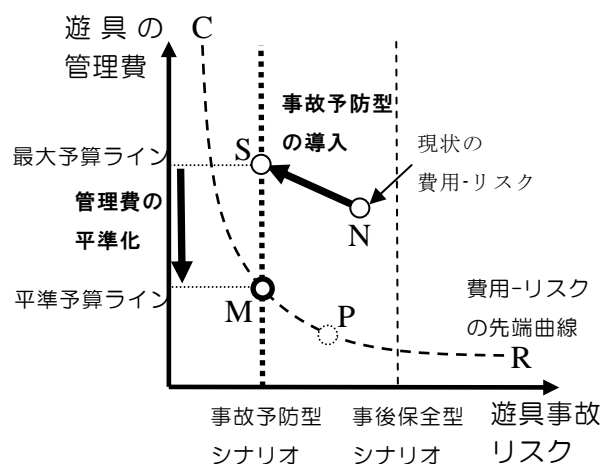 遊具の
管理費
C
事故予防型
の導入
現状の
費用-リスク
最大予算ライン
S
N
管理費の
平準化
平準予算ライン
M
P
費用-リスク
の先端曲線
R
事故予防型
シナリオ
事後保全型
シナリオ
遊具事故
リスク